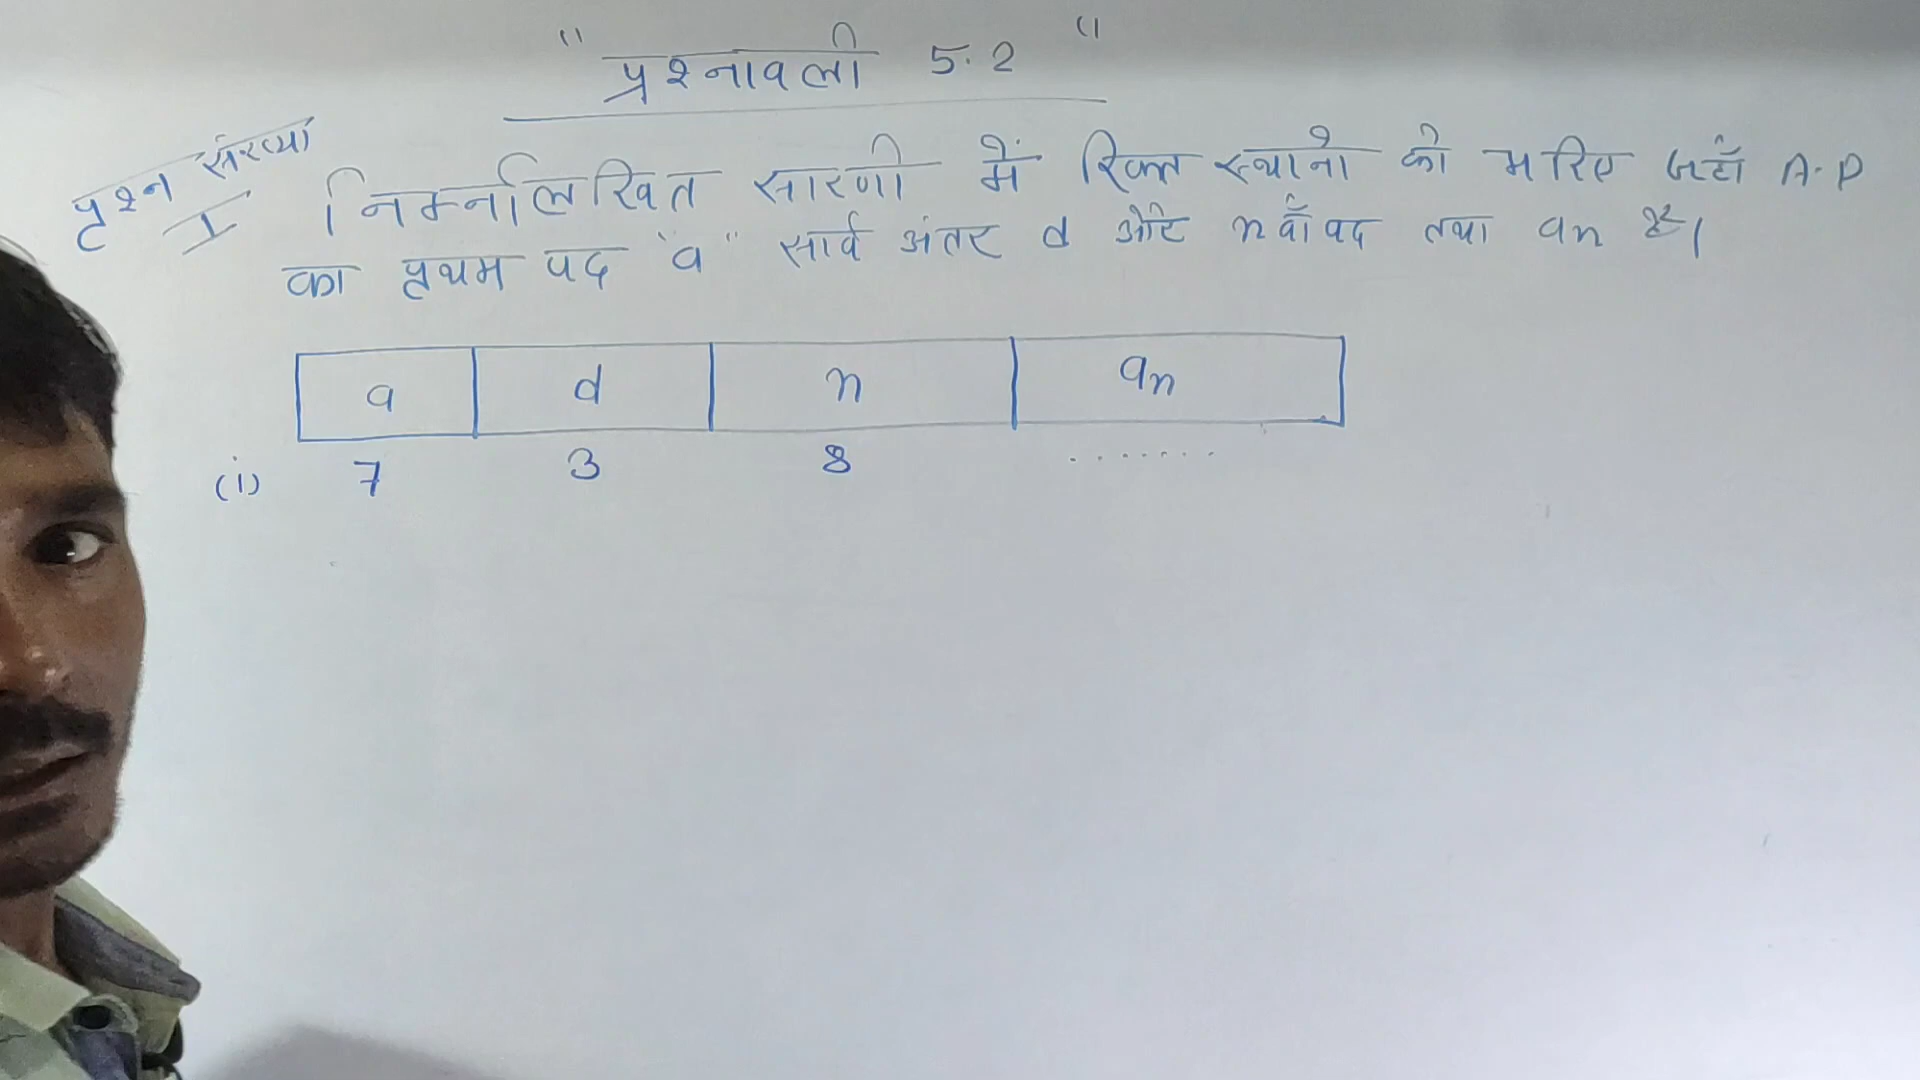 " प्रश्नावली 5.2 "
प्रश्न संख्या
I निम्नलिखित सारणी में रिक्त स्थानो को भरिए जहाँ A.P
का प्रथम पद "a" सार्व अंतर d और n वाँ पद तथा an है।
a d n an
(i) 7 3 8 .......